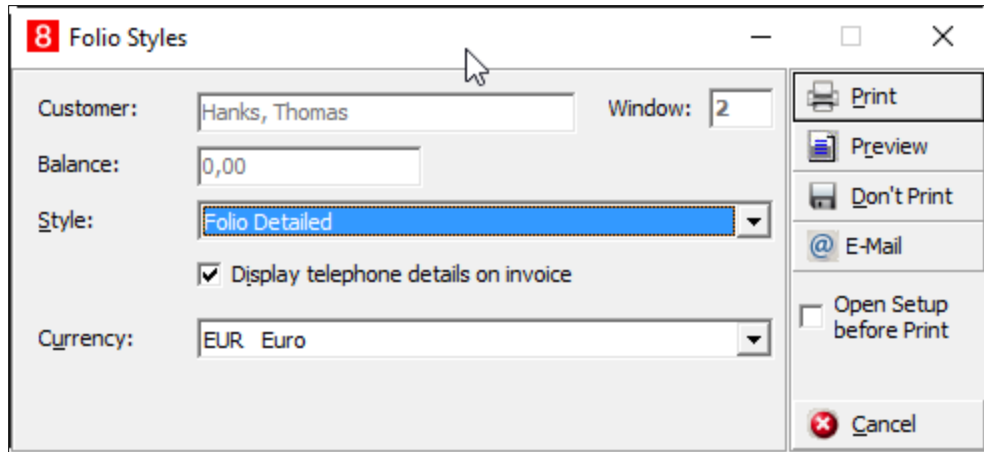 8 Folio Styles
Customer: Hanks, Thomas Window: 2
Balance: 0,00
Style: Folio Detailed
Display telephone details on invoice
Currency: EUR Euro
Print
Preview
Don't Print
@ E-Mail
Open Setup
before Print
Cancel